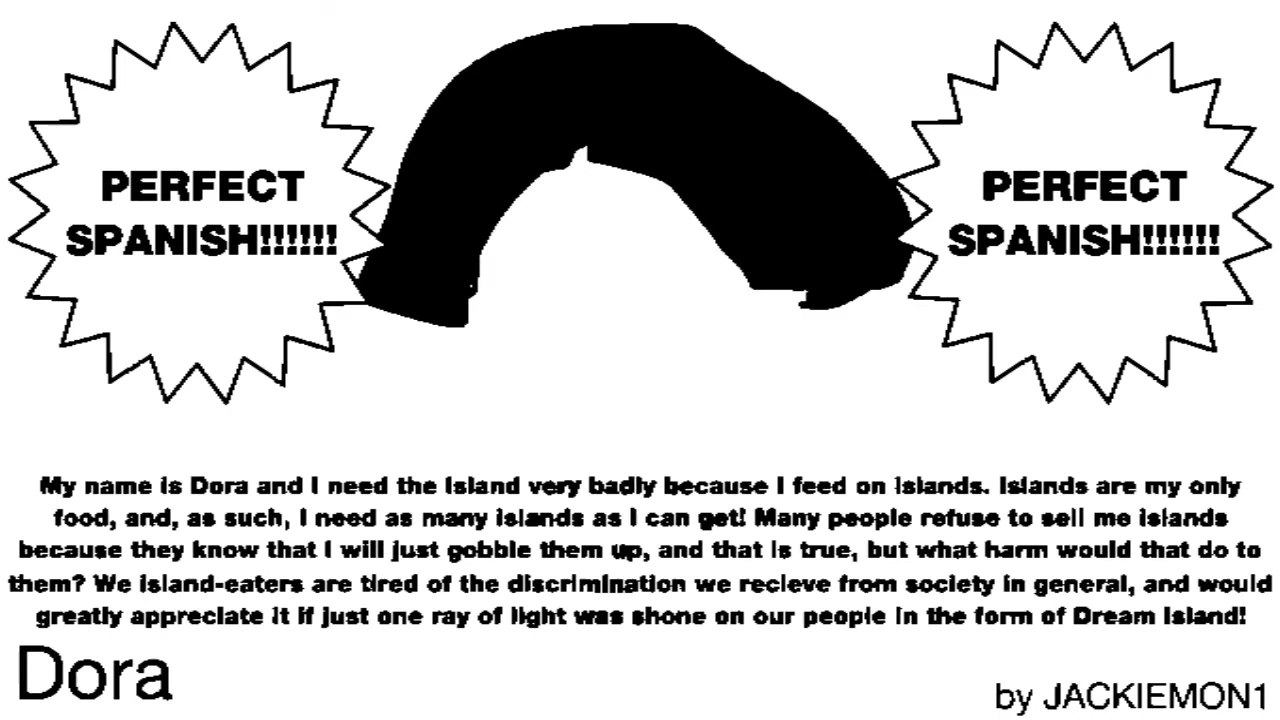 PERFECT
SPANISH!!!!!!
PERFECT
SPANISH!!!!!!
My name is Dora and I need the island very badly because I feed on islands. Islands are my only
food, and, as such, I need as many islands as I can get! Many people refuse to sell me islands
because they know that I will just gobble them up, and that is true, but what harm would that do to
them? We island-eaters are tired of the discrimination we recieve from society in general, and would
greatly appreciate it if just one ray of light was shone on our people in the form of Dream Island!
Dora
by JACKIEMON1